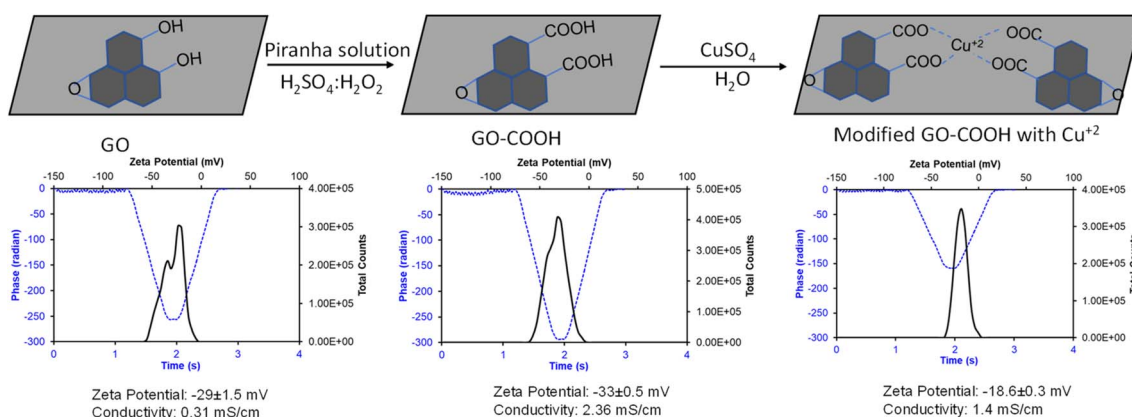 OH
OH
O
Piranha solution
H₂SO₄:H₂O₂
COOH
COOH
O
CuSO₄
H₂O
COO
COO
Cu⁺²
OOC
OOC
O
O
GO
GO-COOH
Modified GO-COOH with Cu⁺²
Zeta Potential (mV)
-150 -100 -50 0 50 100
0
-50
-100
-150
-200
-250
-300
Phase (radian)
4.00E+05
3.00E+05
2.00E+05
1.00E+05
0.00E+00
Total Counts
0 1 2 3 4
Time (s)
Zeta Potential: -29±1.5 mV
Conductivity: 0.31 mS/cm
Zeta Potential (mV)
-150 -100 -50 0 50 100
0
-50
-100
-150
-200
-250
-300
Phase (radian)
5.00E+05
4.00E+05
3.00E+05
2.00E+05
1.00E+05
0.00E+00
Total Counts
0 1 2 3 4
Time (s)
-33±0.5 mV
Conductivity: 2.36 mS/cm
Zeta Potential (mV)
-150 -100 -50 0 50 100
0
-50
-100
-150
-200
-250
-300
Phase (radian)
4.00E+05
3.00E+05
2.00E+05
1.00E+05
0.00E+00
Total Counts
0 1 2 3 4
Time (s)
Zeta Potential: -18.6±0.3 mV
Conductivity: 1.4 mS/cm